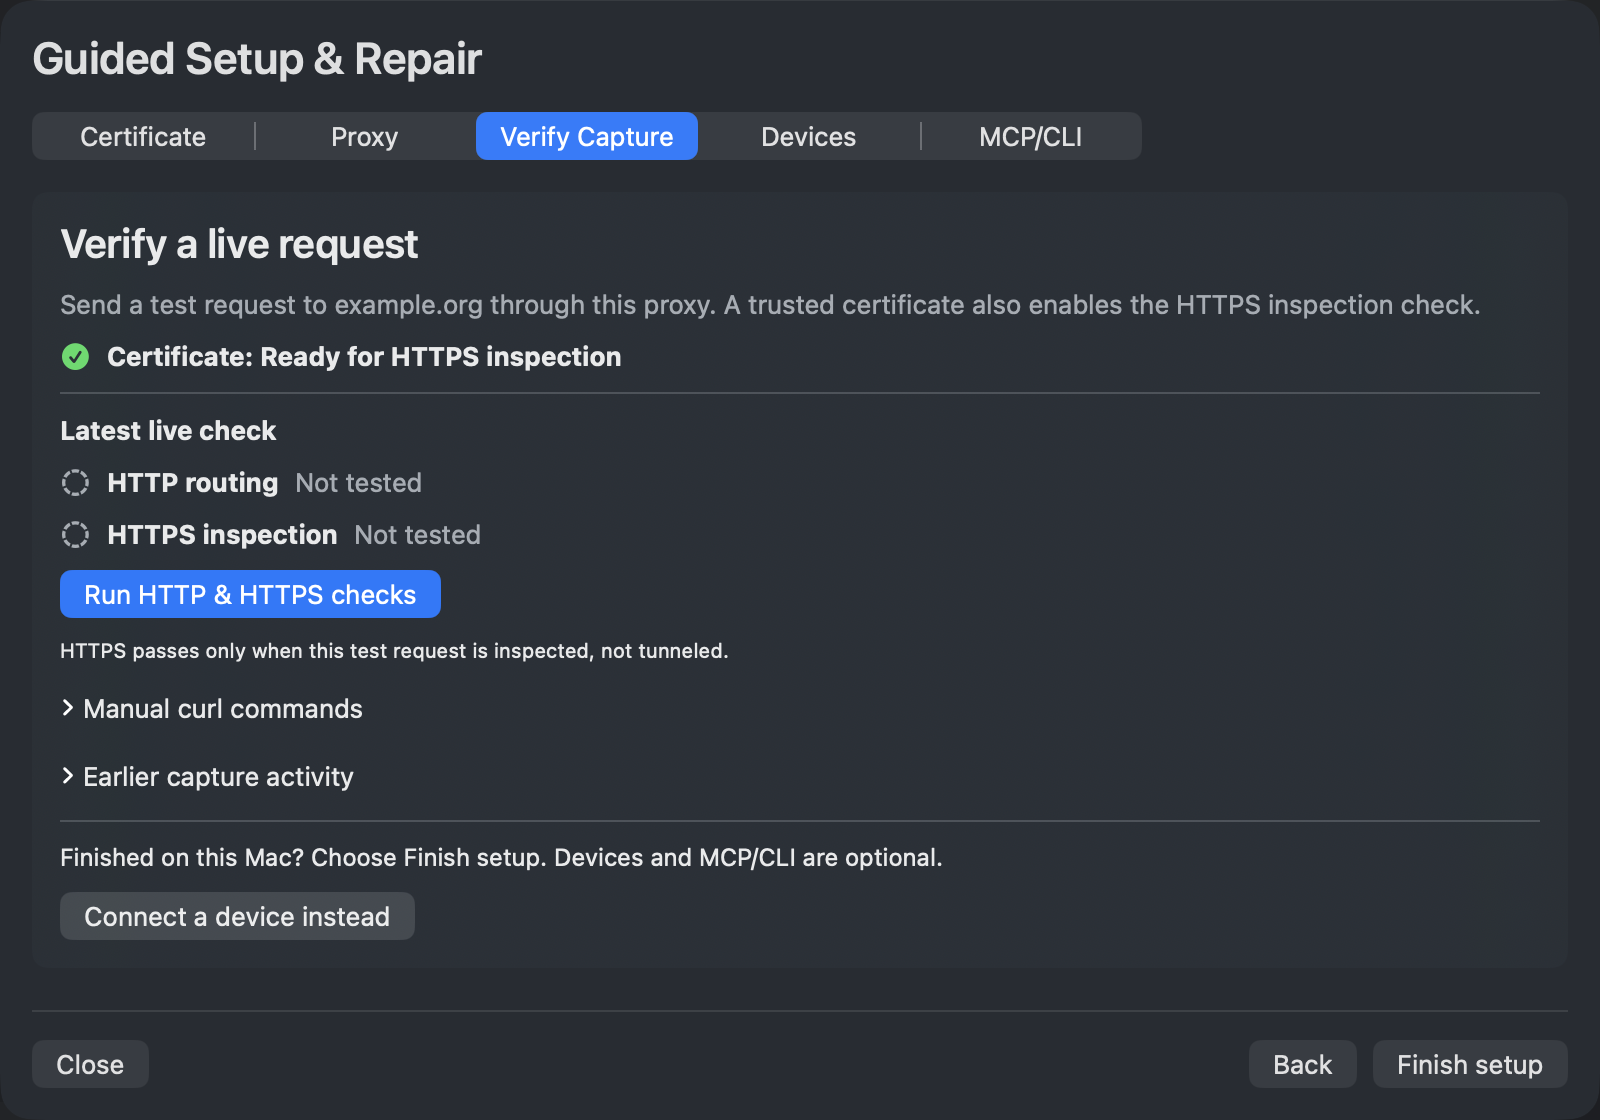 Guided Setup & Repair
Certificate
Proxy
Verify Capture
Devices
MCP/CLI
Verify a live request
Send a test request to example.org through this proxy. A trusted certificate also enables the HTTPS inspection check.
Certificate: Ready for HTTPS inspection
Latest live check
HTTP routing Not tested
HTTPS inspection Not tested
Run HTTP & HTTPS checks
HTTPS passes only when this test request is inspected, not tunneled.
Manual curl commands
Earlier capture activity
Finished on this Mac? Choose Finish setup. Devices and MCP/CLI are optional.
Connect a device instead
Close
Back
Finish setup